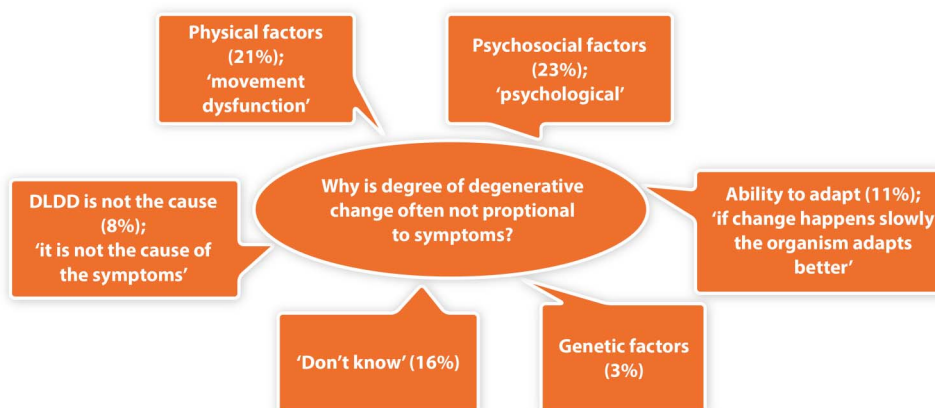 Physical factors
(21%);
‘movement
dysfunction’
Psychosocial factors
(23%);
‘psychological’
DLDD is not the cause
(8%);
‘it is not the cause of
the symptoms’
Why is degree of degenerative
change often not proptional
to symptoms?
Ability to adapt (11%);
‘if change happens slowly
the organism adapts
better’
‘Don’t know’ (16%)
Genetic factors
(3%)